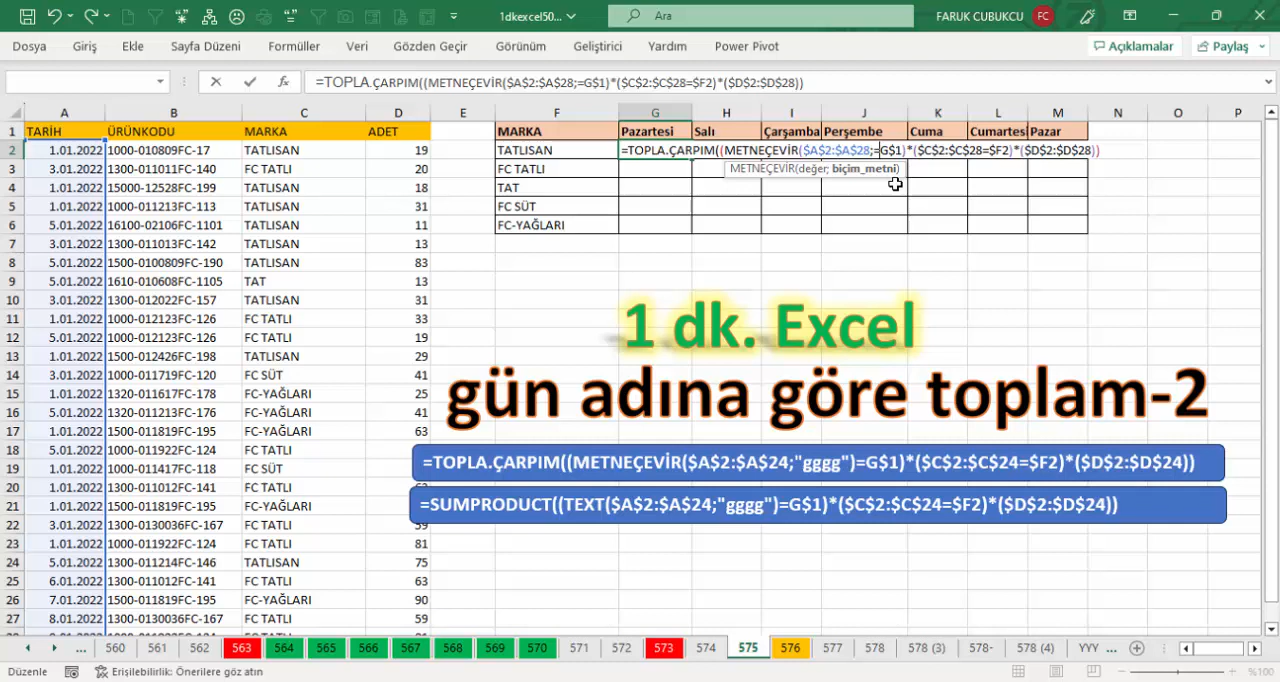 1dkexcel50...
Ara
FARUK CUBUKCU
FC
Dosya Giriş Ekle Sayfa Düzeni Formüller Veri Gözden Geçir Görünüm Geliştirici Yardım Power Pivot Açıklamalar Paylaş
fx =TOPLA.ÇARPIM((METNEÇEVİR($A$2:$A$28;=G$1)*($C$2:$C$28=$F2)*($D$2:$D$28))
A B C D E F G H I J K L M N O P
1 TARİH ÜRÜNKODU MARKA ADET MARKA Pazartesi Salı Çarşamba Perşembe Cuma Cumartesi Pazar
2 1.01.2022 1000-010809FC-17 TATLISAN 19 TATLISAN =TOPLA.ÇARPIM((METNEÇEVİR($A$2:$A$28;=G$1)*($C$2:$C$28=$F2)*($D$2:$D$28))
3 3.01.2022 1300-011011FC-140 FC TATLI 20 FC TATLI METNEÇEVİR(değer; biçim_metni)
4 1.01.2022 15000-12528FC-199 TATLISAN 18 TAT
5 1.01.2022 1000-011213FC-113 TATLISAN 31 FC SÜT
6 5.01.2022 16100-02106FC-1101 TATLISAN 11 FC-YAĞLARI
7 1.01.2022 1300-011013FC-142 TATLISAN 13
8 5.01.2022 1500-0100809FC-190 TATLISAN 83
9 5.01.2022 1610-010608FC-1105 TAT 13
10 3.01.2022 1300-012022FC-157 TATLISAN 31
11 3.01.2022 1000-012123FC-126 FC TATLI 33
12 5.01.2022 1000-012123FC-126 FC TATLI 19
13 1.01.2022 1500-012426FC-198 TATLISAN 29
14 3.01.2022 1000-011719FC-120 FC SÜT 41
15 1.01.2022 1320-011617FC-178 FC-YAĞLARI 25
16 5.01.2022 1320-011213FC-176 FC-YAĞLARI 41
17 1.01.2022 1500-011819FC-195 FC-YAĞLARI 63
18 5.01.2022 1000-011922FC-124 FC TATLI
19 3.01.2022 1000-011417FC-118 FC SÜT
20 1.01.2022 1300-011012FC-141 FC TATLI
21 1.01.2022 1500-011819FC-195 FC-YAĞLARI
22 5.01.2022 1300-0130036FC-167 FC TATLI 59
23 3.01.2022 1000-011922FC-124 FC TATLI 81
24 5.01.2022 1300-011214FC-146 TATLISAN 75
25 6.01.2022 1300-011012FC-141 FC TATLI 63
26 7.01.2022 1500-011819FC-195 FC-YAĞLARI 90
27 8.01.2022 1300-0130036FC-167 FC TATLI 59
1 dk. Excel
gün adına göre toplam-2
=TOPLA.ÇARPIM((METNEÇEVİR($A$2:$A$24;"gggg")=G$1)*($C$2:$C$24=$F2)*($D$2:$D$24))
=SUMPRODUCT((TEXT($A$2:$A$24;"gggg")=G$1)*($C$2:$C$24=$F2)*($D$2:$D$24))
... 560 561 562 563 564 565 566 567 568 569 570 571 572 573 574 575 576 577 578 578 (3) 578- 578 (4) YYY ...
Düzenle Erişilebilirlik: Önerilere göz atın %100